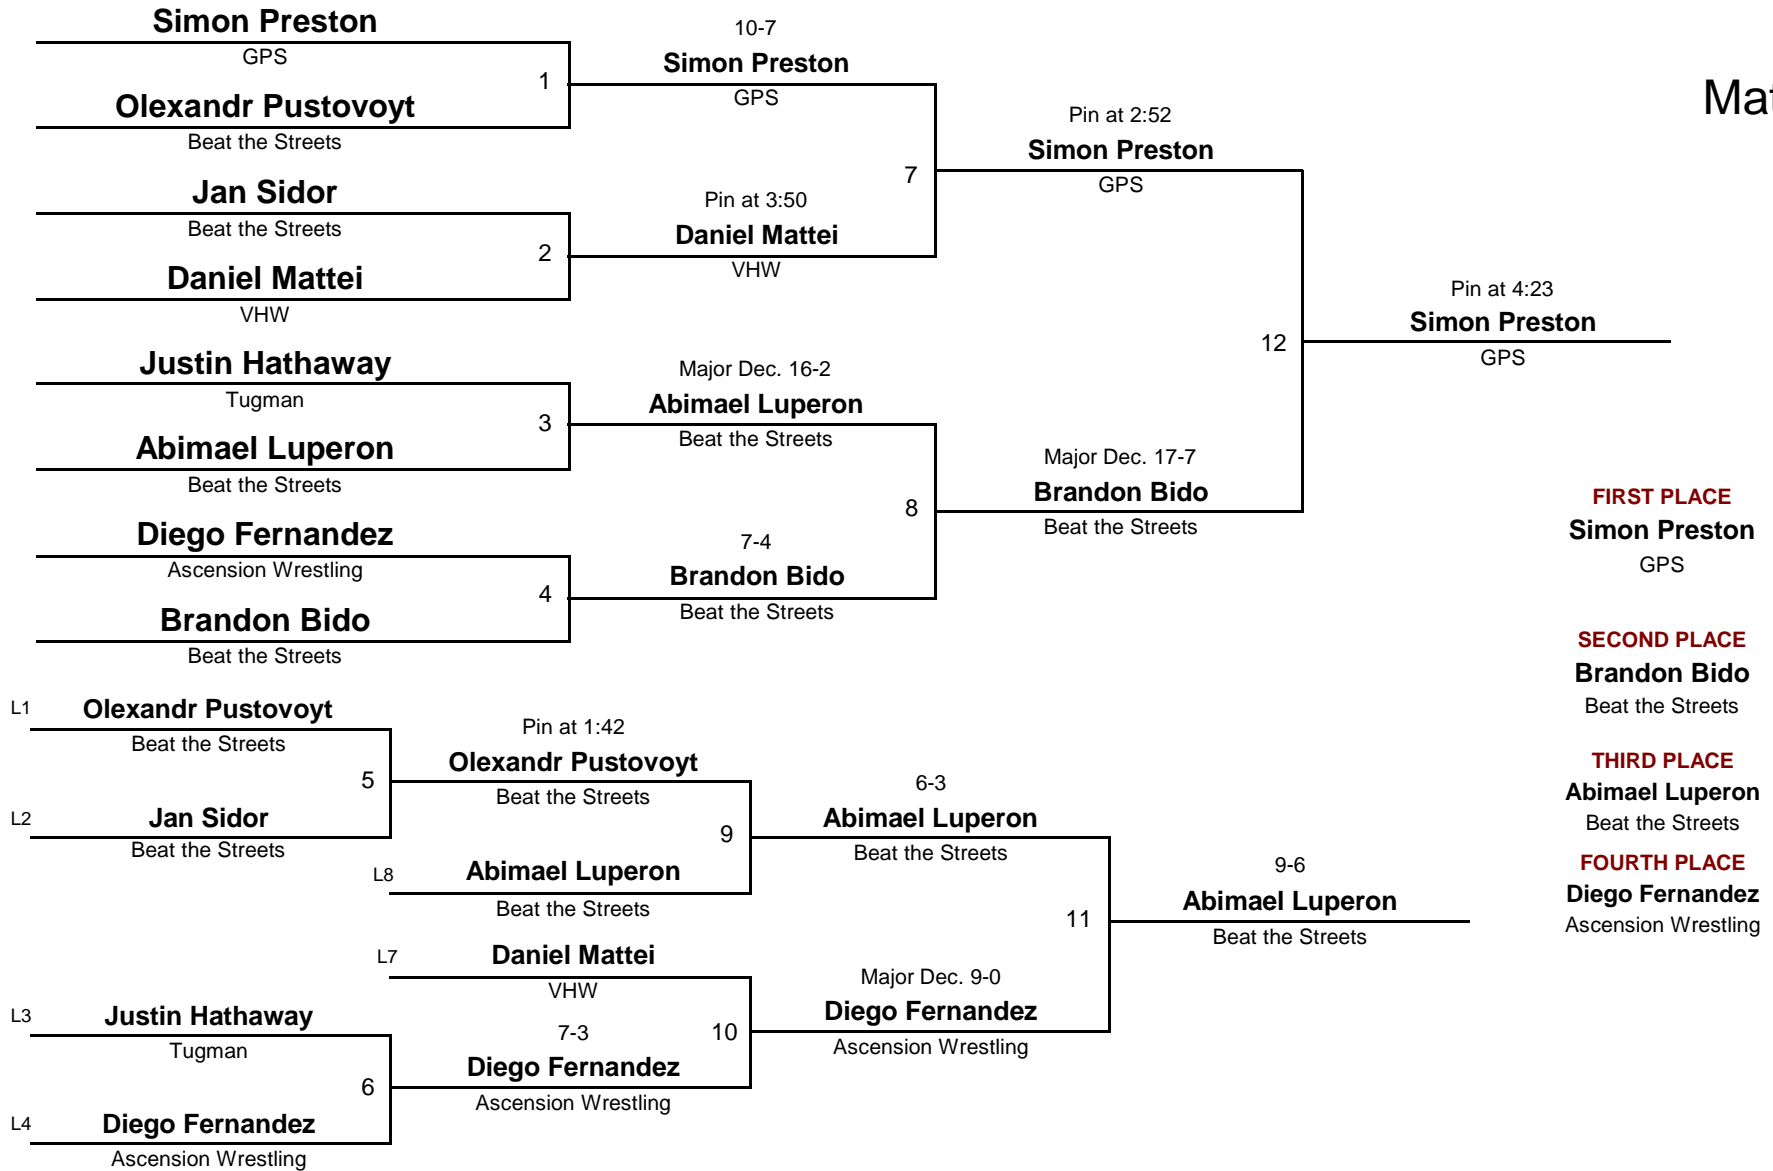 Simon Preston
GPS
1
Olexandr Pustovoyt
Beat the Streets
Jan Sidor
Beat the Streets
2
Daniel Mattei
VHW
Justin Hathaway
Tugman
3
Abimael Luperon
Beat the Streets
Diego Fernandez
Ascension Wrestling
4
Brandon Bido
Beat the Streets
10-7
Simon Preston
GPS
7
Pin at 3:50
Daniel Mattei
VHW
Major Dec. 16-2
Abimael Luperon
Beat the Streets
8
7-4
Brandon Bido
Beat the Streets
Pin at 2:52
Simon Preston
GPS
12
Major Dec. 17-7
Brandon Bido
Beat the Streets
Pin at 4:23
Simon Preston
GPS
Mat
L1
Olexandr Pustovoyt
Beat the Streets
5
L2
Jan Sidor
Beat the Streets
Pin at 1:42
Olexandr Pustovoyt
Beat the Streets
9
L8
Abimael Luperon
Beat the Streets
L7
Daniel Mattei
VHW
10
L3
Justin Hathaway
Tugman
6
L4
Diego Fernandez
Ascension Wrestling
7-3
Diego Fernandez
Ascension Wrestling
6-3
Abimael Luperon
Beat the Streets
11
Major Dec. 9-0
Diego Fernandez
Ascension Wrestling
9-6
Abimael Luperon
Beat the Streets
FIRST PLACE
Simon Preston
GPS
SECOND PLACE
Brandon Bido
Beat the Streets
THIRD PLACE
Abimael Luperon
Beat the Streets
FOURTH PLACE
Diego Fernandez
Ascension Wrestling